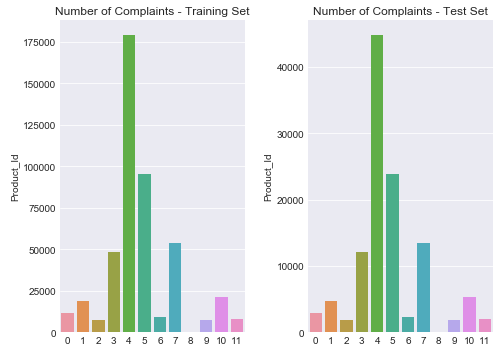 Number of Complaints - Training Set
Number of Complaints - Test Set
175000
150000
125000
100000
75000
50000
25000
0
Product_Id
0 1 2 3 4 5 6 7 8 9 10 11
40000
30000
20000
10000
0
Product_Id
0 1 2 3 4 5 6 7 8 9 10 11